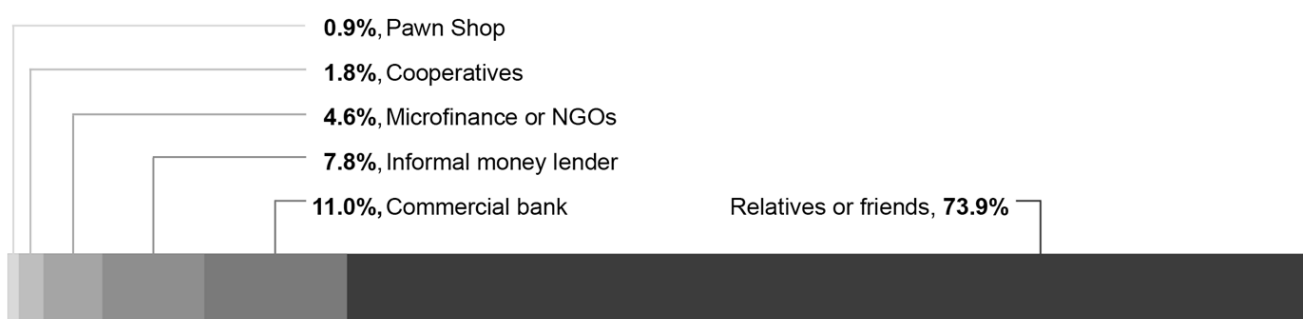 0.9%, Pawn Shop
1.8%, Cooperatives
4.6%, Microfinance or NGOs
7.8%, Informal money lender
11.0%, Commercial bank
Relatives or friends, 73.9%